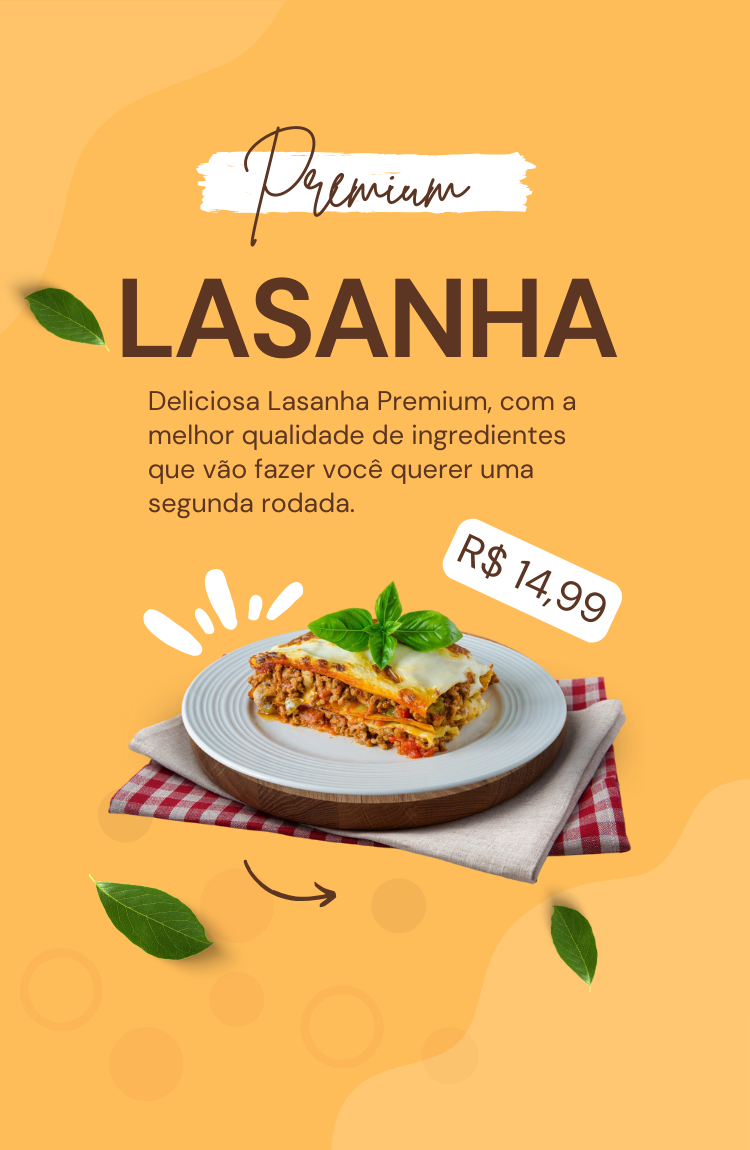 Premium
LASANHA
Deliciosa Lasanha Premium, com a
melhor qualidade de ingredientes
que vão fazer você querer uma
segunda rodada.
R$ 14,99